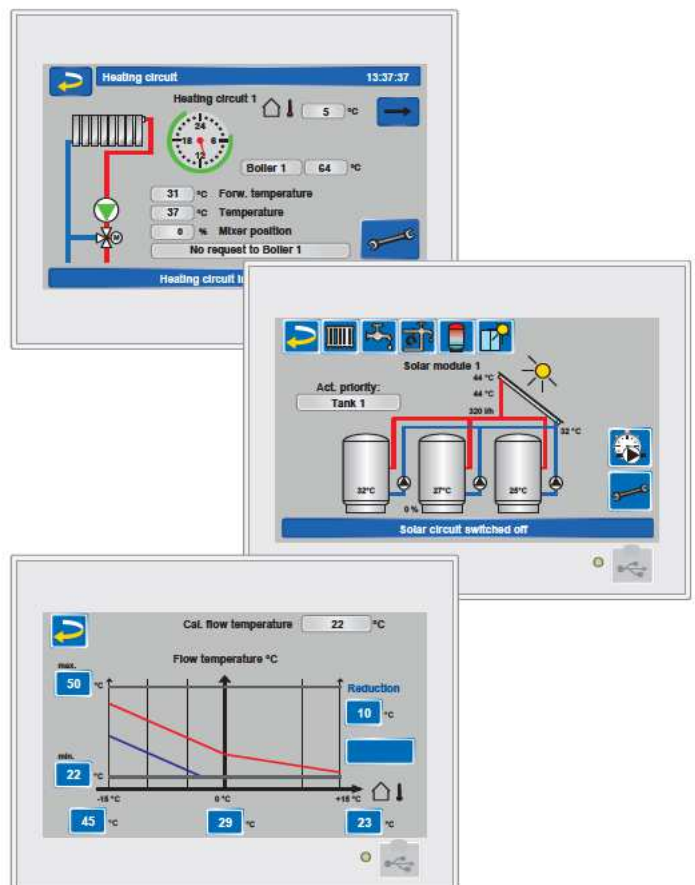 Heating circuit 13:37:37
Heating circuit 1
5 °C
24
18 6
12
Boiler 1 64 °C
31 °C Forw. temperature
37 °C Temperature
0 % Mixer position
M
No request to Boiler 1
Heating circuit
Solar module 1
44 °C
Act. priority:
44 °C
Tank 1
320 l/h
32 °C
32°C 27°C 25°C
0 %
Solar circuit switched off
Cal. flow temperature 22 °C
Flow temperature °C
max.
50 °C
Reduction
10 °C
min.
22 °C
-15 °C 0 °C +15 °C
45 °C 29 °C 23 °C